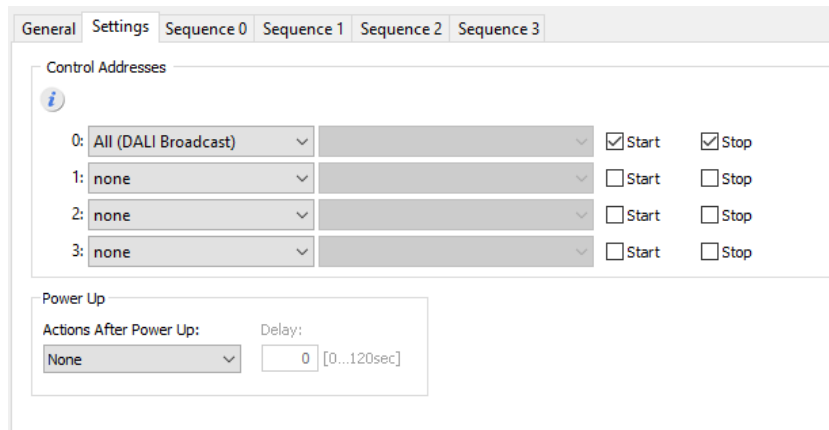 General Settings Sequence 0 Sequence 1 Sequence 2 Sequence 3
Control Addresses
i
0: All (DALI Broadcast) Start Stop
1: none Start Stop
2: none Start Stop
3: none Start Stop
Power Up
Actions After Power Up: Delay:
None 0 [0...120sec]